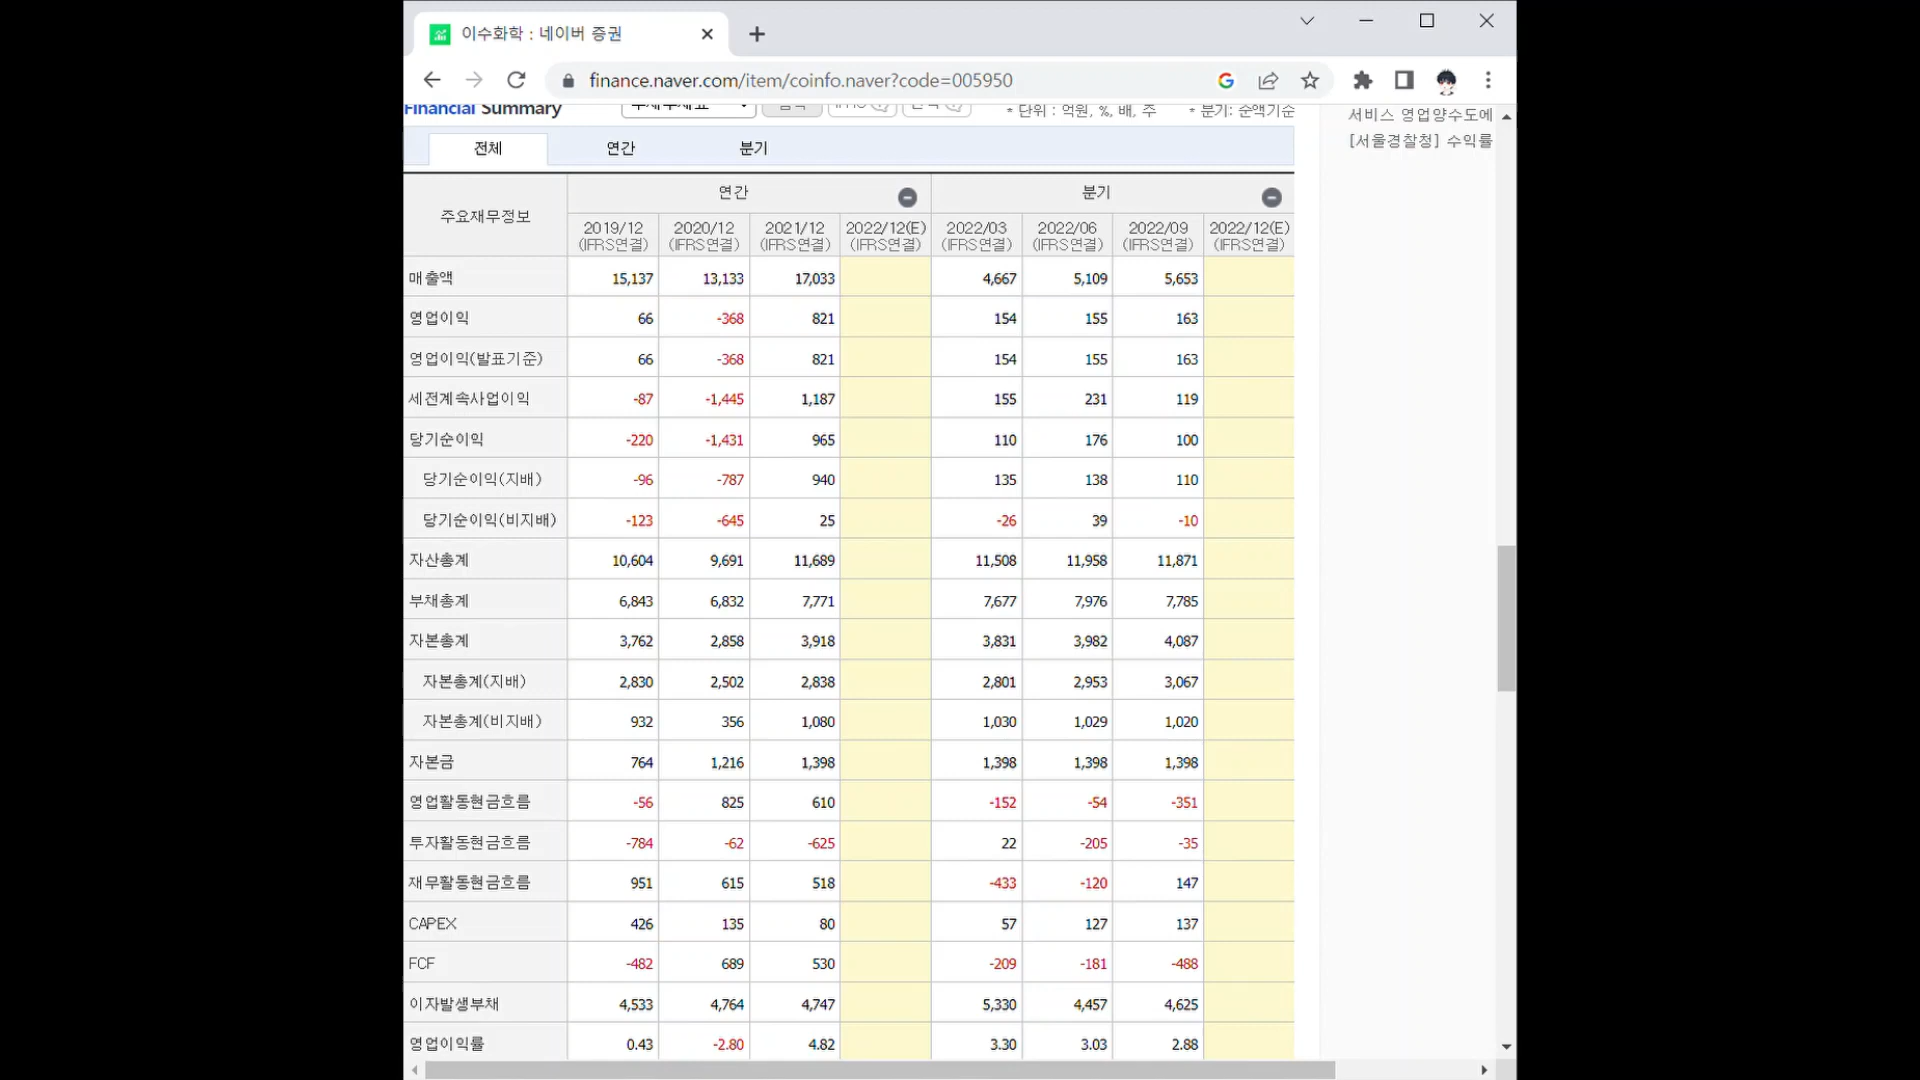 이수화학 : 네이버 증권
finance.naver.com/item/coinfo.naver?code=005950
Financial Summary * 단위 : 억원, %, 배, 주 * 분기: 순액기준
서비스 영업양수도에
[서울경찰청] 수익률
전체 연간 분기
주요재무정보 연간 분기
2019/12 2020/12 2021/12 2022/12(E) 2022/03 2022/06 2022/09 2022/12(E)
(IFRS연결) (IFRS연결) (IFRS연결) (IFRS연결) (IFRS연결) (IFRS연결) (IFRS연결) (IFRS연결)
매출액 15,137 13,133 17,033 4,667 5,109 5,653
영업이익 66 -368 821 154 155 163
영업이익(발표기준) 66 -368 821 154 155 163
세전계속사업이익 -87 -1,445 1,187 155 231 119
당기순이익 -220 -1,431 965 110 176 100
당기순이익(지배) -96 -787 940 135 138 110
당기순이익(비지배) -123 -645 25 -26 39 -10
자산총계 10,604 9,691 11,689 11,508 11,958 11,871
부채총계 6,843 6,832 7,771 7,677 7,976 7,785
자본총계 3,762 2,858 3,918 3,831 3,982 4,087
자본총계(지배) 2,830 2,502 2,838 2,801 2,953 3,067
자본총계(비지배) 932 356 1,080 1,030 1,029 1,020
자본금 764 1,216 1,398 1,398 1,398 1,398
영업활동현금흐름 -56 825 610 -152 -54 -351
투자활동현금흐름 -784 -62 -625 22 -205 -35
재무활동현금흐름 951 615 518 -433 -120 147
CAPEX 426 135 80 57 127 137
FCF -482 689 530 -209 -181 -488
이자발생부채 4,533 4,764 4,747 5,330 4,457 4,625
영업이익률 0.43 -2.80 4.82 3.30 3.03 2.88